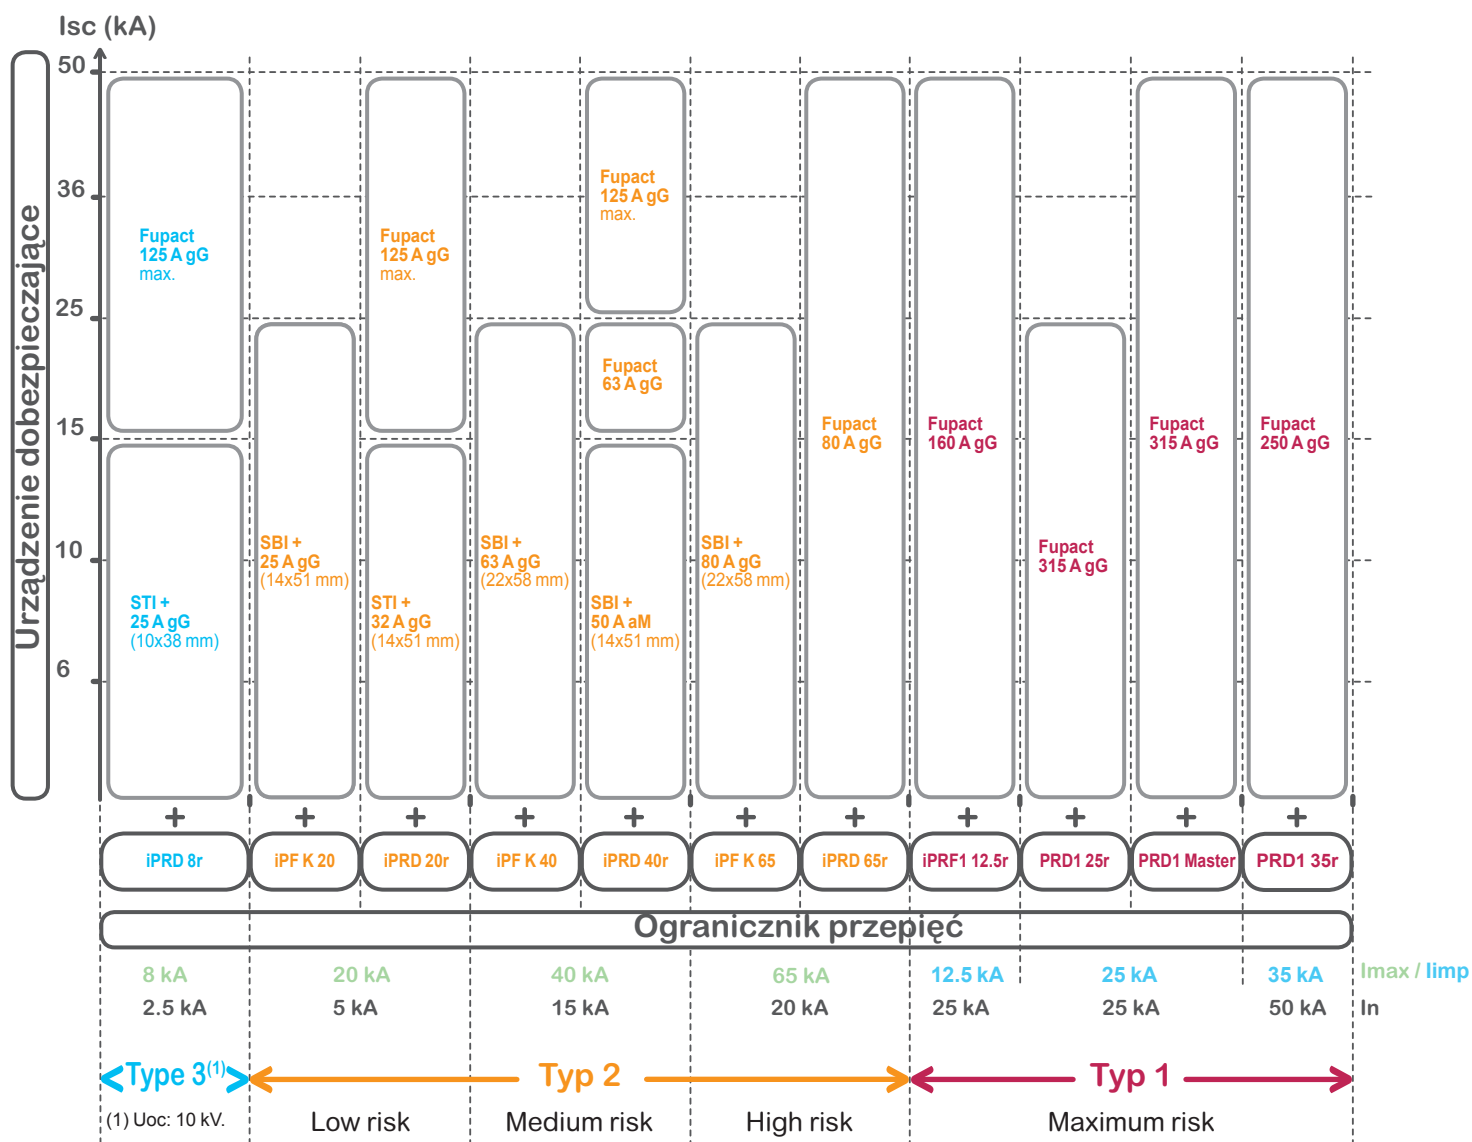 Isc (kA)
Urządzenie dobezpieczające
50
36
25
15
10
6
Fupact
125 A gG
max.
STI +
25 A gG
(10x38 mm)
SBI +
25 A gG
(14x51 mm)
Fupact
125 A gG
max.
STI +
32 A gG
(14x51 mm)
SBI +
63 A gG
(22x58 mm)
Fupact
125 A gG
max.
Fupact
63 A gG
SBI +
50 A aM
(14x51 mm)
SBI +
80 A gG
(22x58 mm)
Fupact
80 A gG
Fupact
160 A gG
Fupact
315 A gG
Fupact
315 A gG
Fupact
250 A gG
+ + + + + + + + + + +
iPRD 8r iPF K 20 iPRD 20r iPF K 40 iPRD 40r iPF K 65 iPRD 65r iPRF1 12.5r PRD1 25r PRD1 Master PRD1 35r
Ogranicznik przepięć
8 kA 20 kA 40 kA 65 kA 12.5 kA 25 kA 35 kA Imax / limp
2.5 kA 5 kA 15 kA 20 kA 25 kA 25 kA 50 kA In
Type 3(1) Typ 2 Typ 1
(1) Uoc: 10 kV. Low risk Medium risk High risk Maximum risk